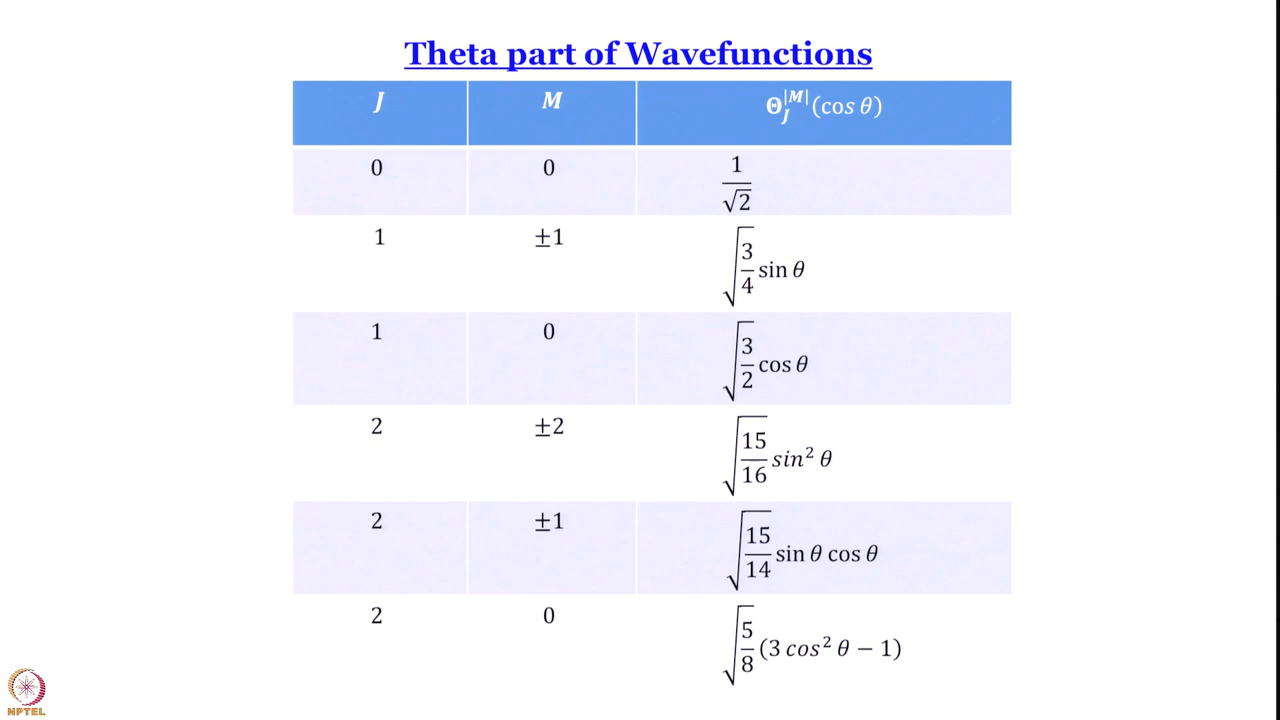 Theta part of Wavefunctions
J M Θ_J^{|M|}(cos θ)
0 0 1/√2
1 ±1 √(3/4) sin θ
1 0 √(3/2) cos θ
2 ±2 √(15/16) sin² θ
2 ±1 √(15/14) sin θ cos θ
2 0 √(5/8) (3 cos² θ − 1)
NPTEL